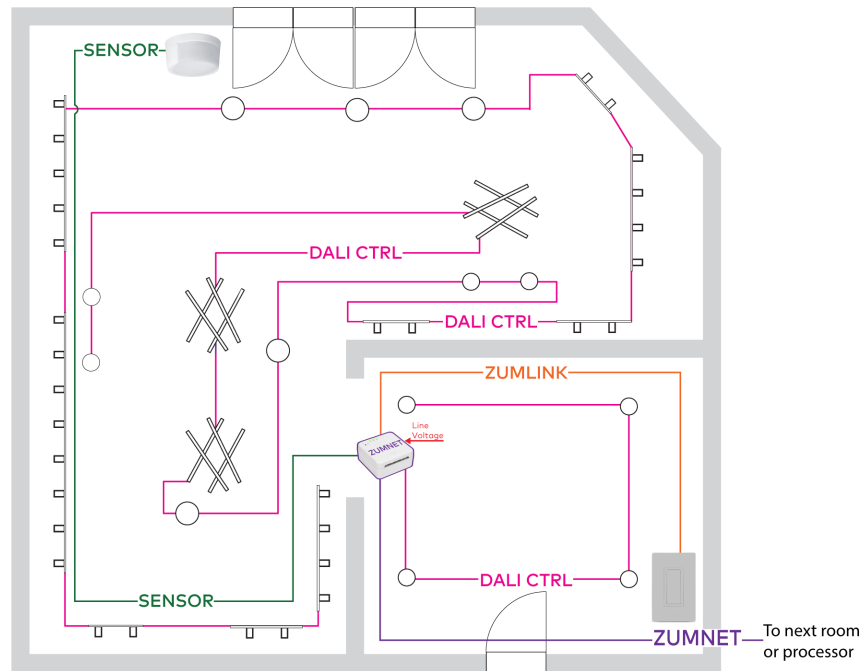 SENSOR
DALI CTRL
DALI CTRL
ZUMLINK
Line
Voltage
ZUMNET
DALI CTRL
SENSOR
ZUMNET
To next room
or processor